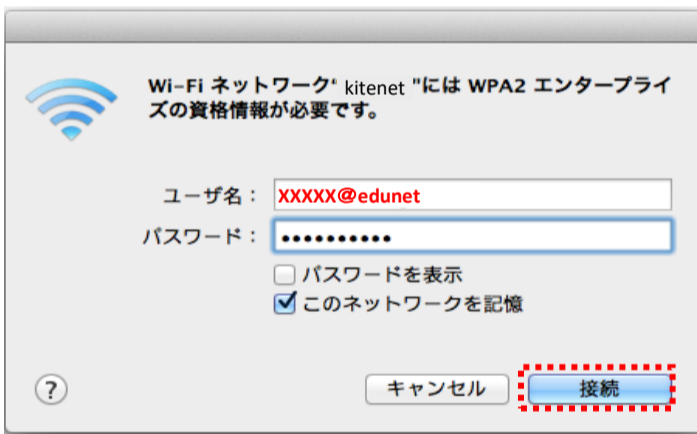 Wi-Fi ネットワーク“ kitenet "には WPA2 エンタープライ
ズの資格情報が必要です。
ユーザ名：XXXXX@edunet
パスワード：••••••••••
パスワードを表示
このネットワークを記憶
? キャンセル 接続